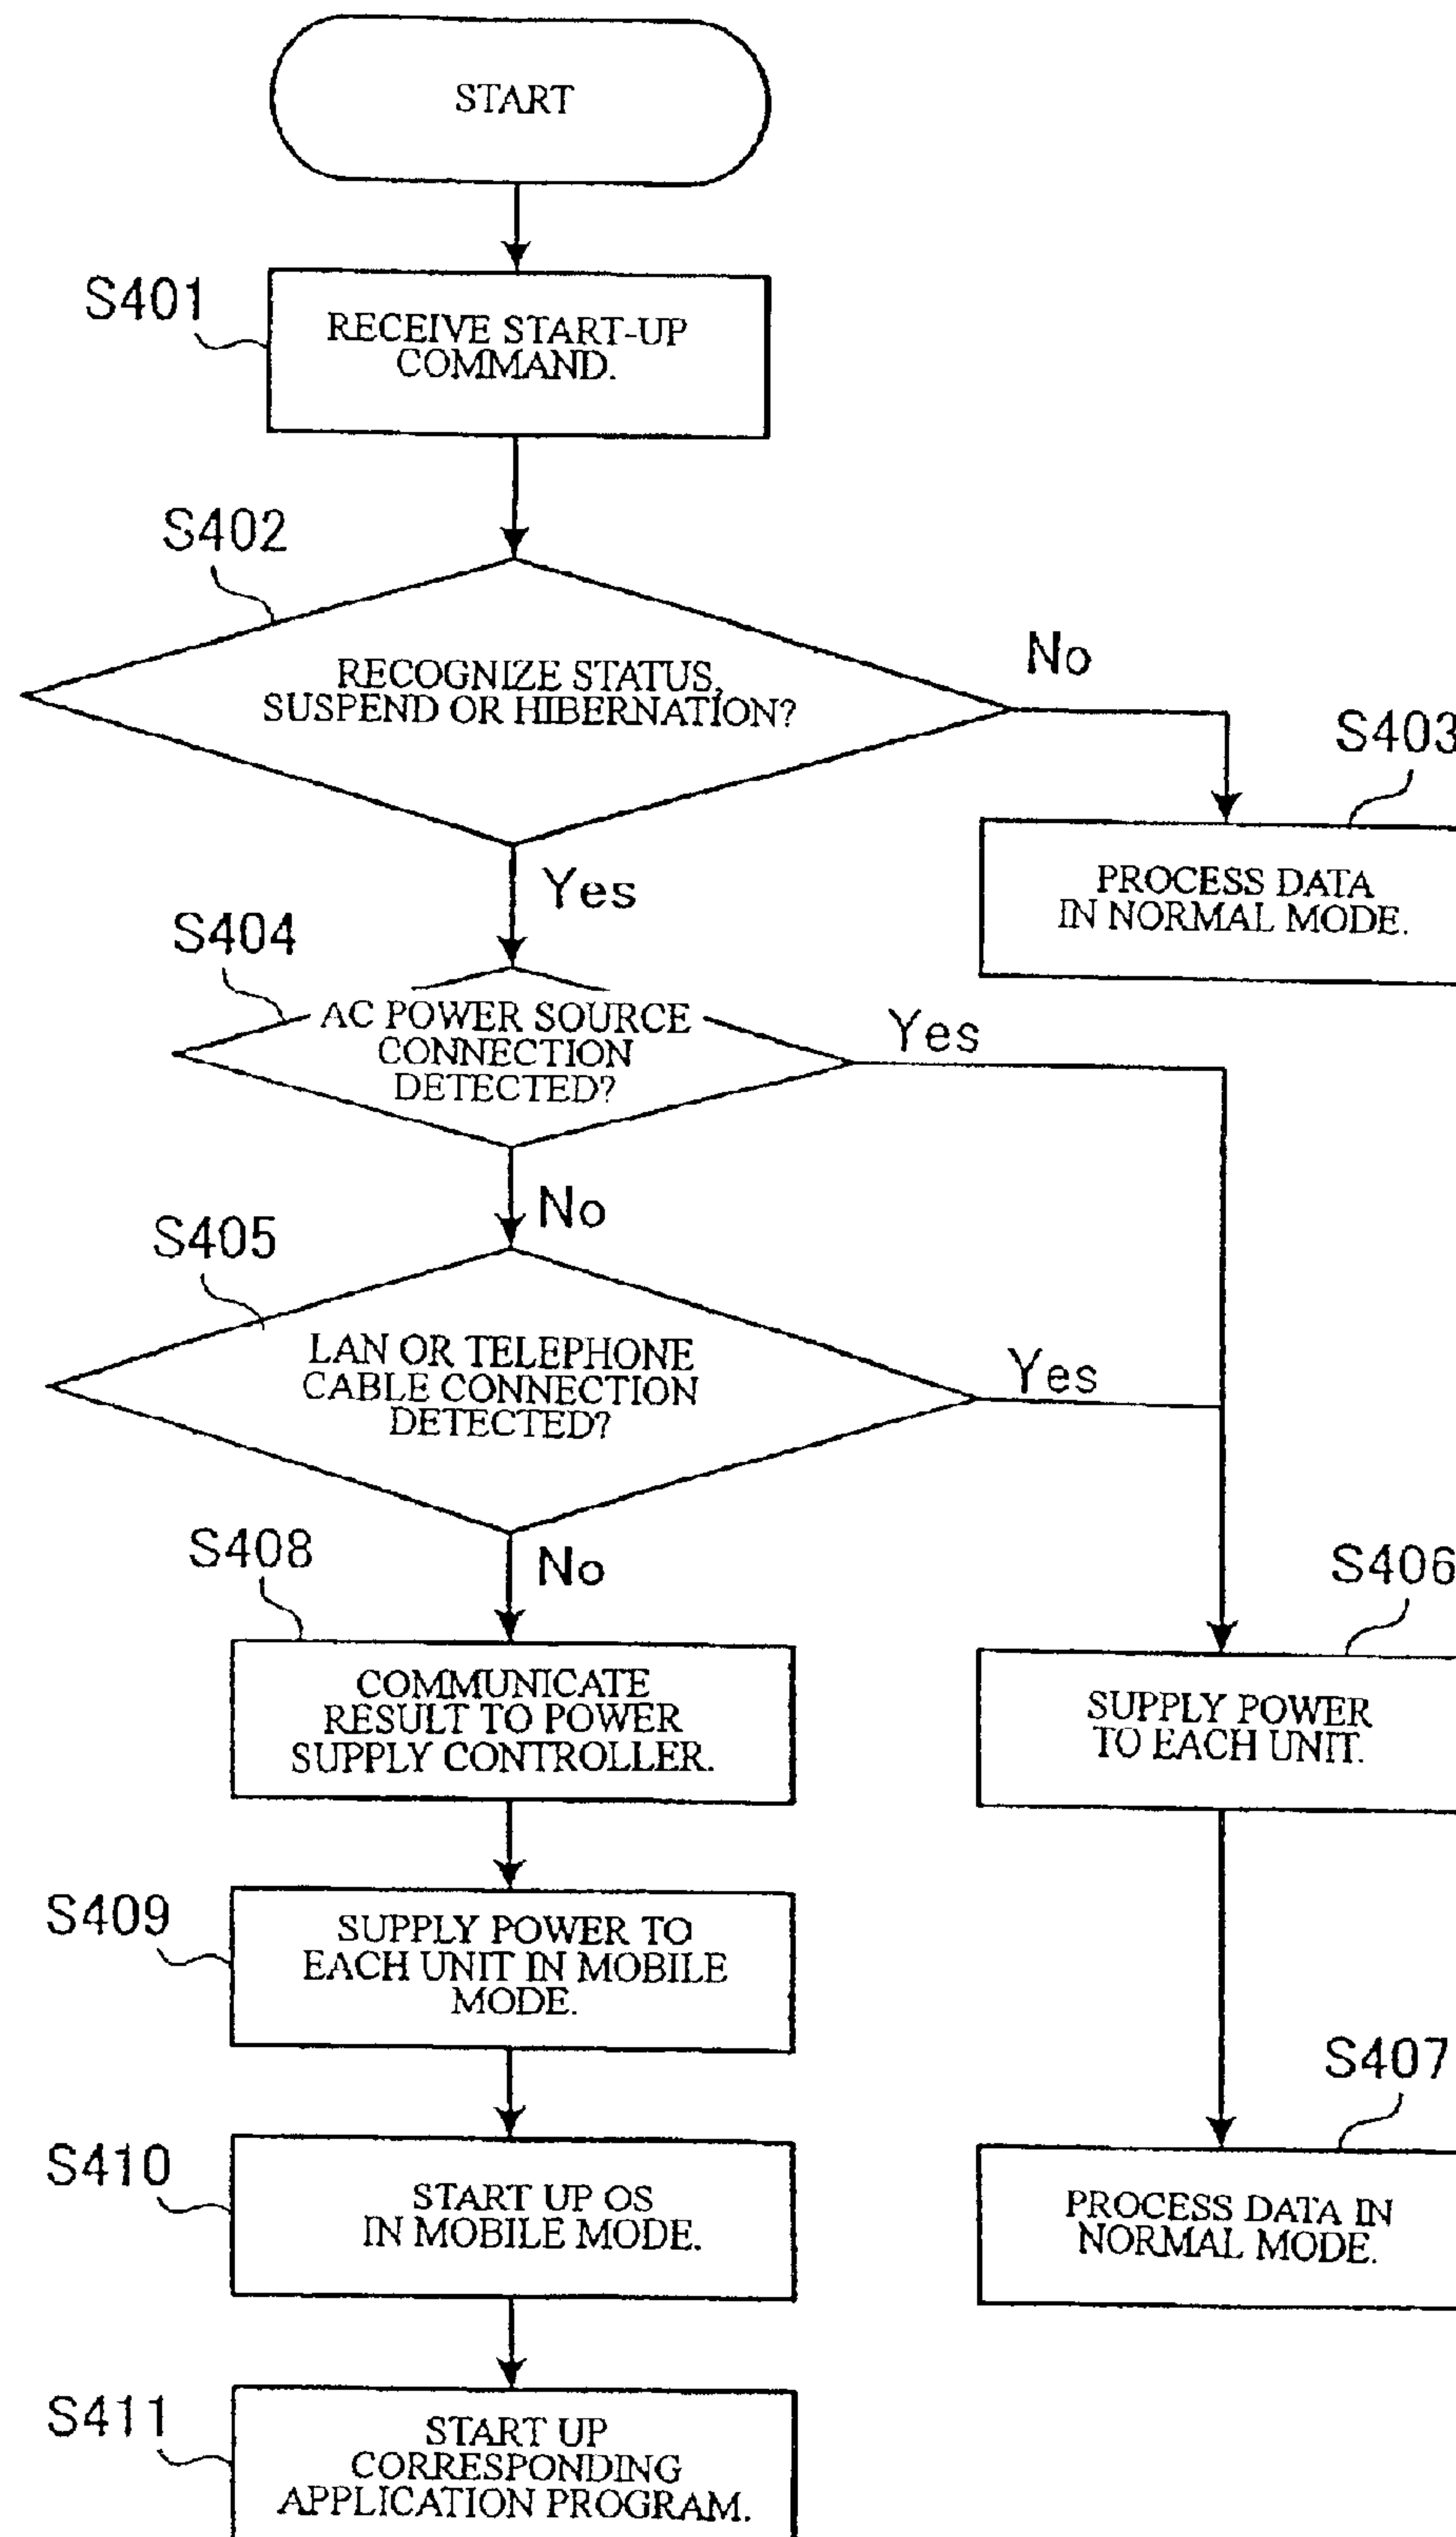 START
S401
RECEIVE START-UP
COMMAND.
S402
RECOGNIZE STATUS,
SUSPEND OR HIBERNATION?
No
S403
PROCESS DATA
IN NORMAL MODE.
Yes
S404
AC POWER SOURCE
CONNECTION
DETECTED?
Yes
No
S405
LAN OR TELEPHONE
CABLE CONNECTION
DETECTED?
Yes
No
S406
SUPPLY POWER
TO EACH UNIT.
S408
COMMUNICATE
RESULT TO POWER
SUPPLY CONTROLLER.
S409
SUPPLY POWER TO
EACH UNIT IN MOBILE
MODE.
S407
PROCESS DATA IN
NORMAL MODE.
S410
START UP OS
IN MOBILE MODE.
S411
START UP
CORRESPONDING
APPLICATION PROGRAM.